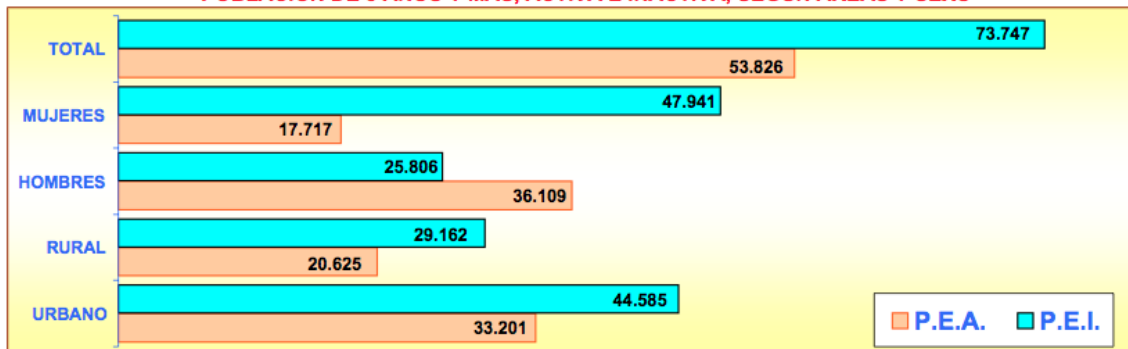 TOTAL
73.747
53.826
MUJERES
47.941
17.717
HOMBRES
25.806
36.109
RURAL
29.162
20.625
URBANO
44.585
33.201
P.E.A. P.E.I.